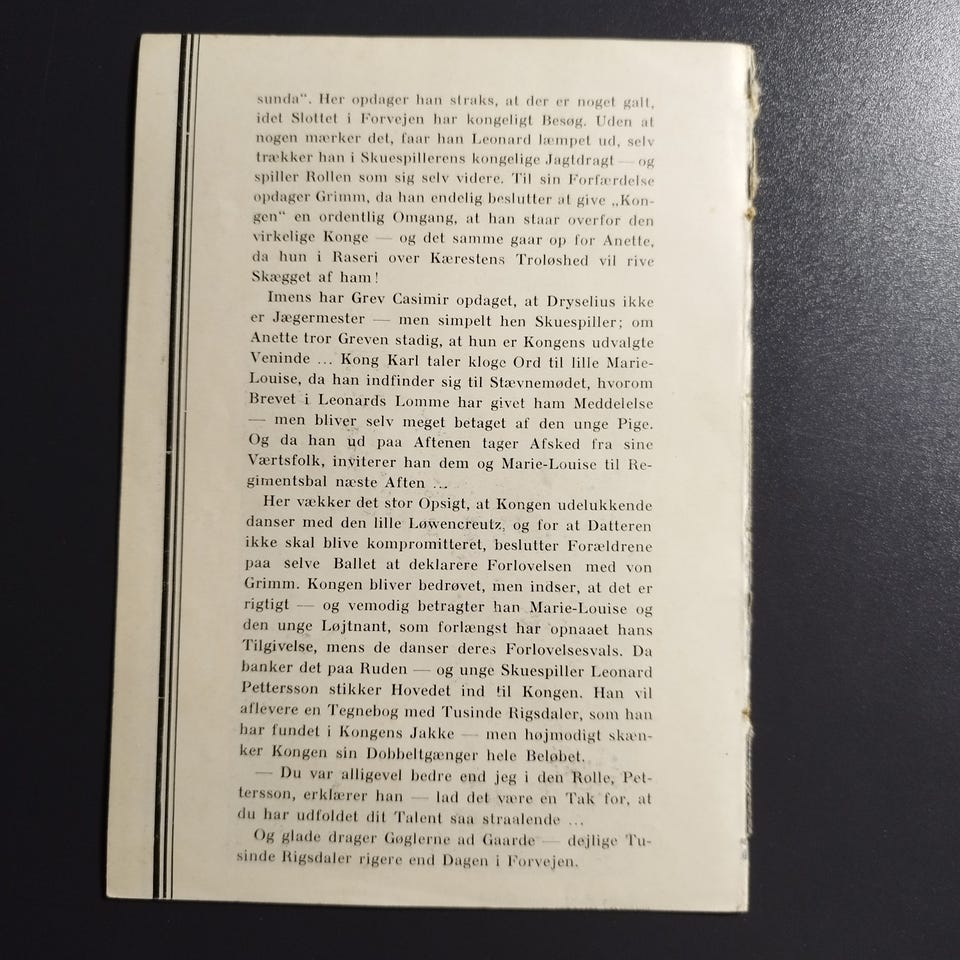 sunda“. Her opdager han straks, at der er noget galt,
idet Slottet i Forvejen har kongeligt Besøg. Uden at
nogen mærker det, faar han Leonard læmpet ud, selv
trækker han i Skuespillerens kongelige Jagtdragt — og
spiller Rollen som sig selv videre. Til sin Forfærdelse
opdager Grimm, da han endelig beslutter at give „Kon-
gen“ en ordentlig Omgang, at han staar overfor den
virkelige Konge — og det samme gaar op for Anette,
da hun i Raseri over Kærestens Troløshed vil rive
Skægget af ham!
Imens har Grev Casimir opdaget, at Dryselius ikke
er Jægermester — men simpelt hen Skuespiller; om
Anette tror Greven stadig, at hun er Kongens udvalgte
Veninde ... Kong Karl taler kloge Ord til lille Marie-
Louise, da han indfinder sig til Stævnemødet, hvorom
Brevet i Leonards Lomme har givet ham Meddelelse
— men bliver selv meget betaget af den unge Pige.
Og da han ud paa Aftenen tager Afsked fra sine
Værtsfolk, inviterer han dem og Marie-Louise til Re-
gimentsbal næste Aften ...
Her vækker det stor Opsigt, at Kongen udelukkende
danser med den lille Løwencreutz, og for at Datteren
ikke skal blive kompromitteret, beslutter Forældrene
paa selve Ballet at deklarere Forlovelsen med von
Grimm. Kongen bliver bedrøvet, men indser, at det er
rigtigt — og vemodig betragter han Marie-Louise og
den unge Løjtnant, som forlængst har opnaaet hans
Tilgivelse, mens de danser deres Forlovelsesvals. Da
banker det paa Ruden — og unge Skuespiller Leonard
Pettersson stikker Hovedet ind til Kongen. Han vil
aflevere en Tegnebog med Tusinde Rigsdaler, som han
har fundet i Kongens Jakke — men højmodigt skæn-
ker Kongen sin Dobbeltgænger hele Beløbet.
— Du var alligevel bedre end jeg i den Rolle, Pet-
tersson, erklærer han — lad det være en Tak for, at
du har udfoldet dit Talent saa straalende ...
Og glade drager Gøglerne ad Gaarde — dejlige Tu-
sinde Rigsdaler rigere end Dagen i Forvejen.